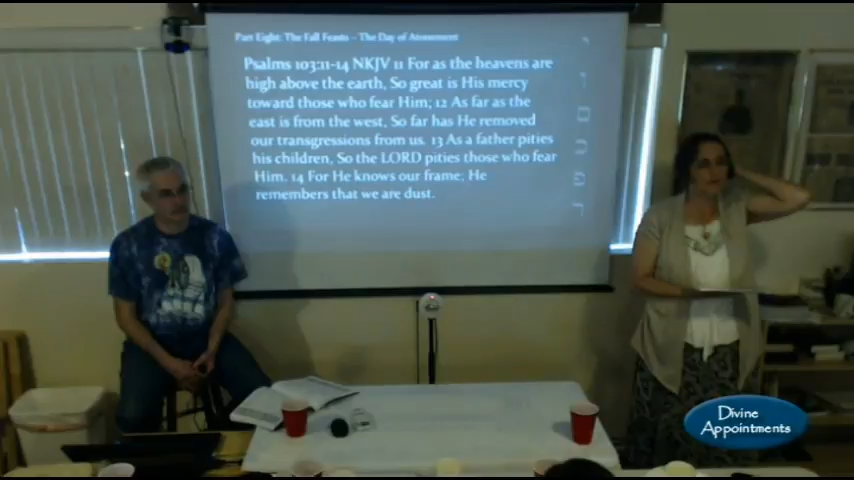 Part Eight: The Fall Feasts – The Day of Atonement
Psalms 103:11-14 NKJV 11 For as the heavens are
high above the earth, So great is His mercy
toward those who fear Him; 12 As far as the
east is from the west, So far has He removed
our transgressions from us. 13 As a father pities
his children, So the LORD pities those who fear
Him. 14 For He knows our frame; He
remembers that we are dust.
Divine
Appointments